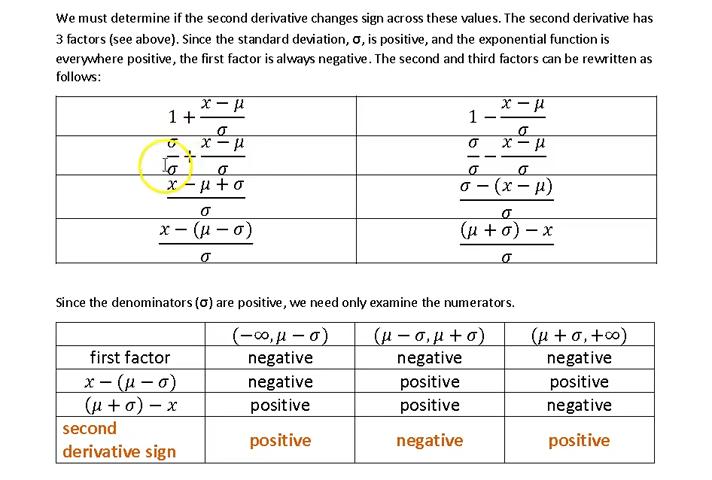 We must determine if the second derivative changes sign across these values. The second derivative has
3 factors (see above). Since the standard deviation, σ, is positive, and the exponential function is
everywhere positive, the first factor is always negative. The second and third factors can be rewritten as
follows:
1 + (x − μ)/σ 1 − (x − μ)/σ
σ/σ + (x − μ)/σ σ/σ − (x − μ)/σ
(x − μ + σ)/σ (σ − (x − μ))/σ
(x − (μ − σ))/σ ((μ + σ) − x)/σ
Since the denominators (σ) are positive, we need only examine the numerators.
(−∞, μ − σ) (μ − σ, μ + σ) (μ + σ, +∞)
first factor negative negative negative
x − (μ − σ) negative positive positive
(μ + σ) − x positive positive negative
second
derivative sign positive negative positive